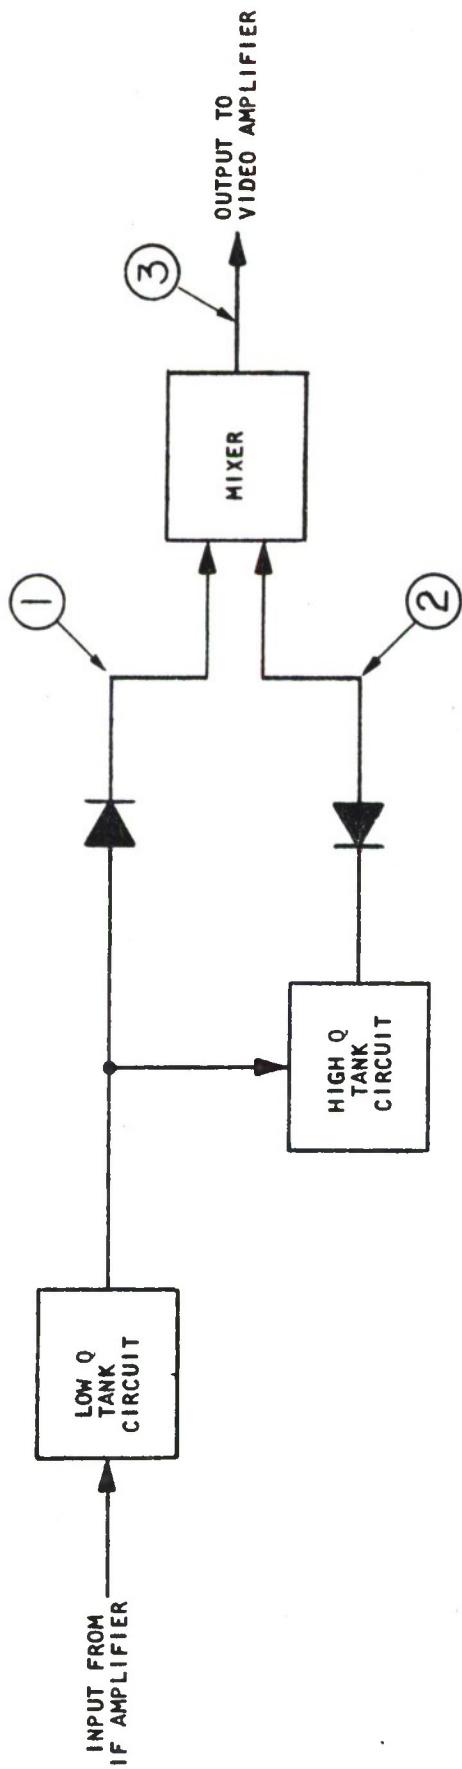 INPUT FROM
IF AMPLIFIER
LOW Q
TANK
CIRCUIT
HIGH Q
TANK
CIRCUIT
1
2
MIXER
3
OUTPUT TO
VIDEO AMPLIFIER